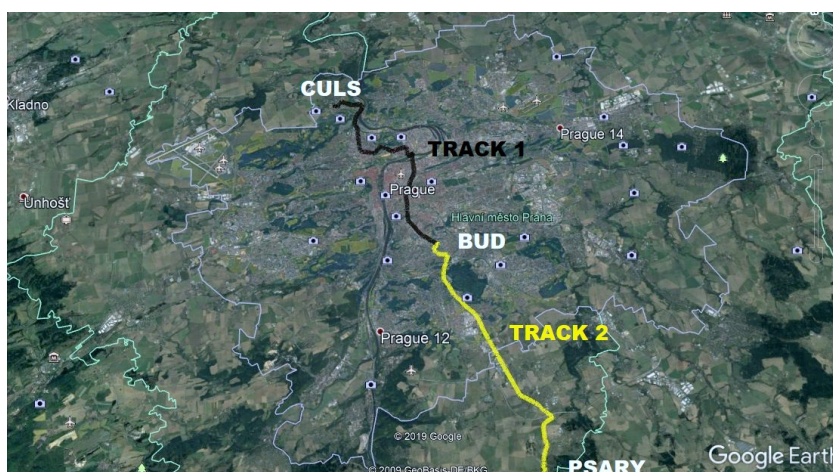 CULS
Kladno
Prague 14
TRACK 1
Prague
Unhošť
Hlavní město Praha
BUD
Prague 12
TRACK 2
© 2019 Google
Google Earth
© 2009 GeoBasis-DE/BKG
PSARY